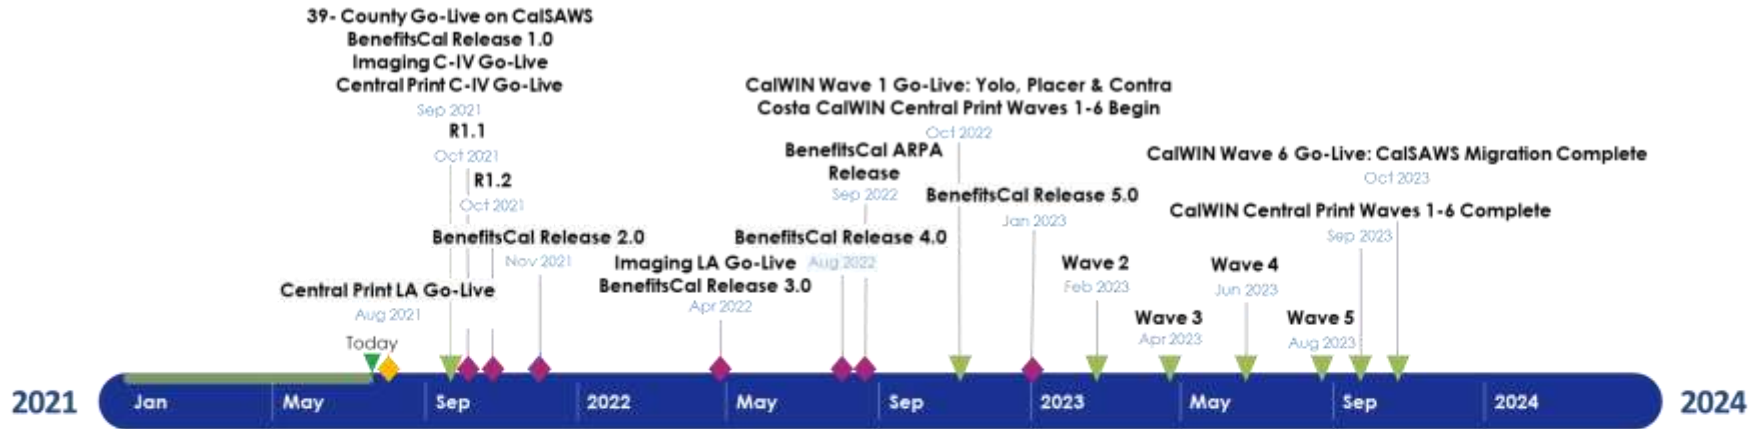 39- County Go-Live on CalSAWS
BenefitsCal Release 1.0
Imaging C-IV Go-Live
Central Print C-IV Go-Live
Sep 2021
R1.1
Oct 2021
R1.2
Oct 2021
BenefitsCal Release 2.0
Nov 2021
Central Print LA Go-Live
Aug 2021
Today
Imaging LA Go-Live
BenefitsCal Release 3.0
Apr 2022
BenefitsCal Release 4.0
Aug 2022
BenefitsCal ARPA
Release
Sep 2022
CalWIN Wave 1 Go-Live: Yolo, Placer & Contra
Costa CalWIN Central Print Waves 1-6 Begin
Oct 2022
BenefitsCal Release 5.0
Jan 2023
Wave 2
Feb 2023
Wave 3
Apr 2023
Wave 4
Jun 2023
Wave 5
Aug 2023
CalWIN Wave 6 Go-Live: CalSAWS Migration Complete
Oct 2023
CalWIN Central Print Waves 1-6 Complete
Sep 2023
2021
Jan
May
Sep
2022
May
Sep
2023
May
Sep
2024
2024